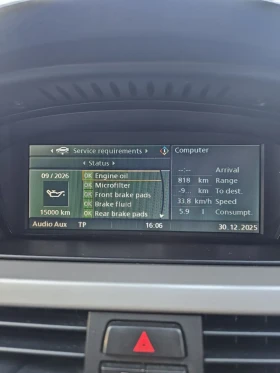 Service requirements
Status
09/2026
15000 km
OK Engine oil
OK Microfilter
OK Front brake pads
OK Brake fluid
OK Rear brake pads
Computer
--:-- Arrival
818 km Range
-9... km To dest.
33.8 km/h Speed
5.9 l Consumpt.
Audio Aux TP 16:06 30.12.2025